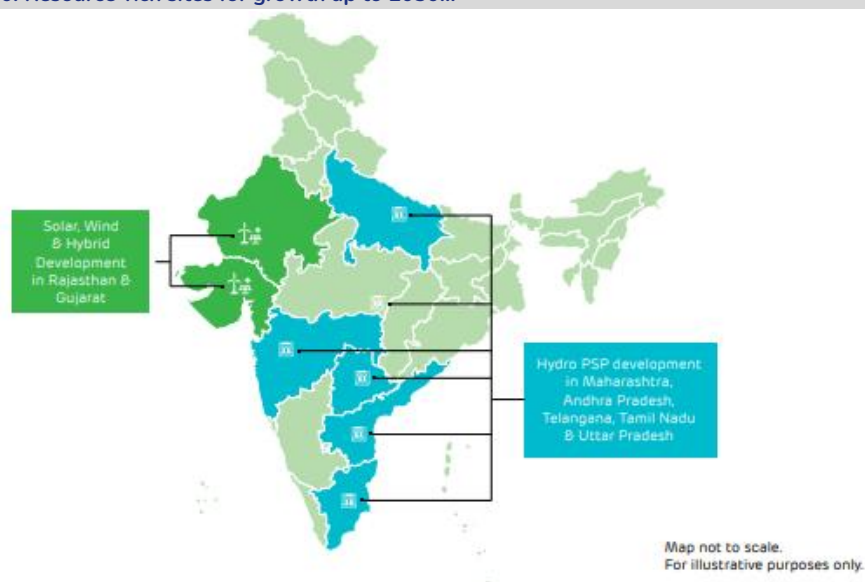 Solar, Wind
& Hybrid
Development
in Rajasthan &
Gujarat
Hydro PSP development
in Maharashtra,
Andhra Pradesh,
Telangana, Tamil Nadu
& Uttar Pradesh
Map not to scale.
For illustrative purposes only.